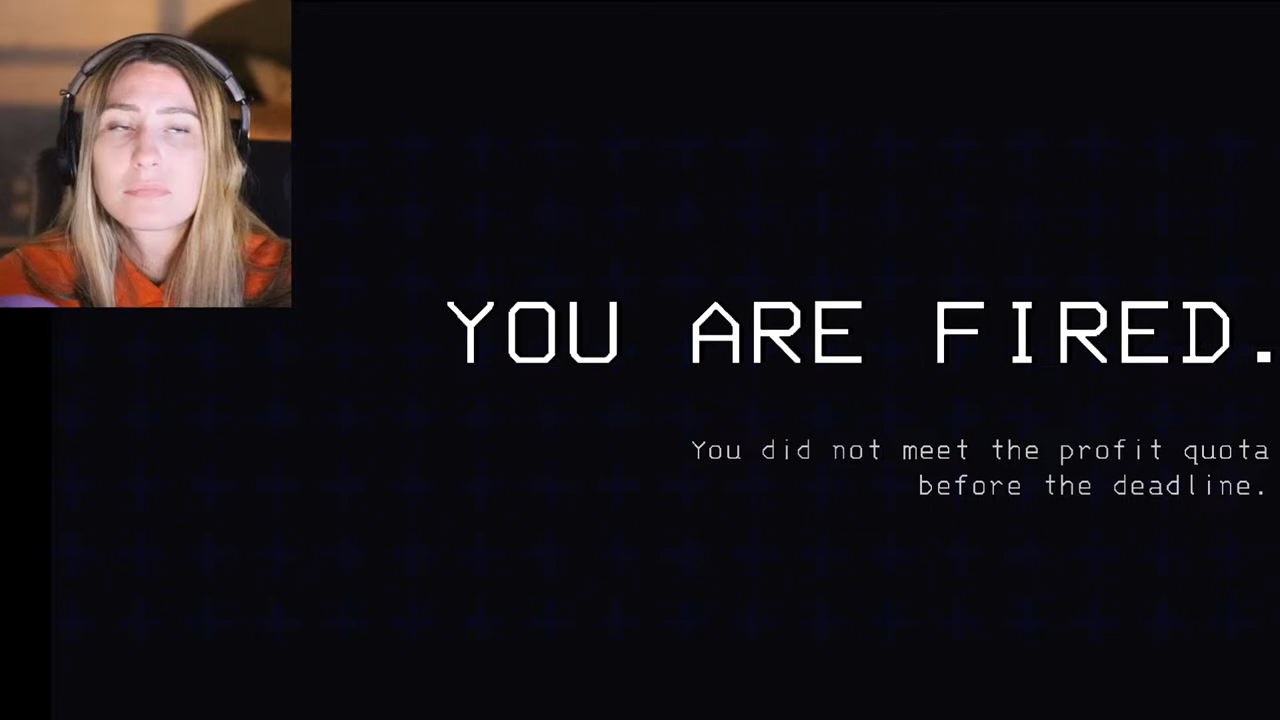 YOU ARE FIRED.
You did not meet the profit quota
before the deadline.